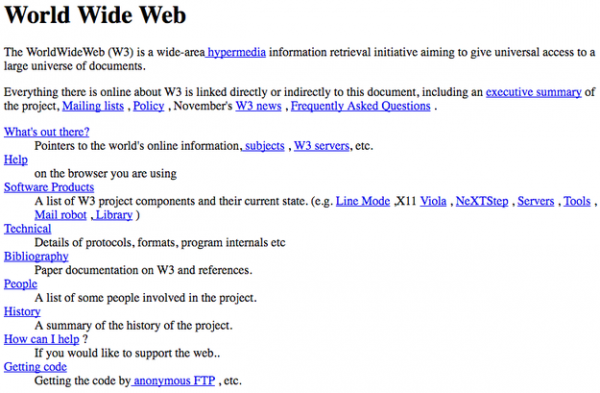 World Wide Web
The WorldWideWeb (W3) is a wide-area hypermedia information retrieval initiative aiming to give universal access to a
large universe of documents.
Everything there is online about W3 is linked directly or indirectly to this document, including an executive summary of
the project, Mailing lists , Policy , November's W3 news , Frequently Asked Questions .
What's out there?
Pointers to the world's online information, subjects , W3 servers, etc.
Help
on the browser you are using
Software Products
A list of W3 project components and their current state. (e.g. Line Mode ,X11 Viola , NeXTStep , Servers , Tools ,
Mail robot , Library )
Technical
Details of protocols, formats, program internals etc
Bibliography
Paper documentation on W3 and references.
People
A list of some people involved in the project.
History
A summary of the history of the project.
How can I help ?
If you would like to support the web..
Getting code
Getting the code by anonymous FTP , etc.